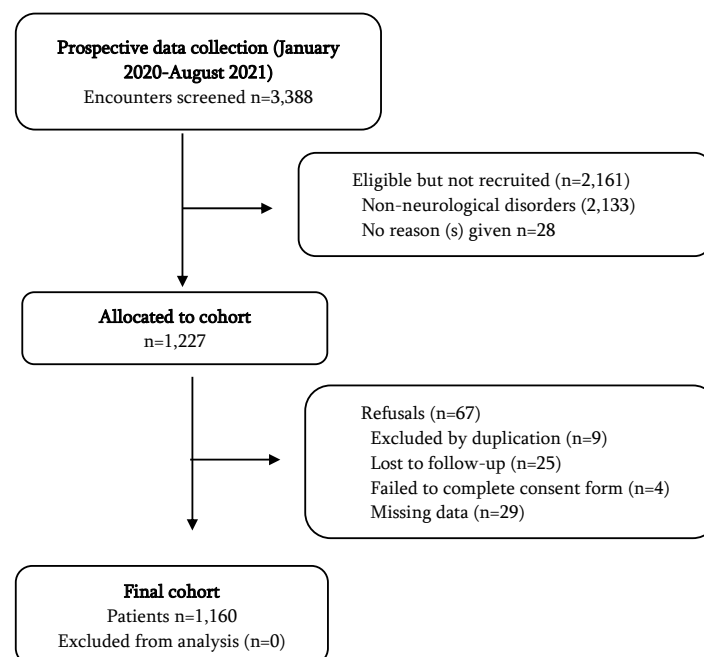 Prospective data collection (January
2020-August 2021)
Encounters screened n=3,388
Eligible but not recruited (n=2,161)
Non-neurological disorders (2,133)
No reason (s) given n=28
Allocated to cohort
n=1,227
Refusals (n=67)
Excluded by duplication (n=9)
Lost to follow-up (n=25)
Failed to complete consent form (n=4)
Missing data (n=29)
Final cohort
Patients n=1,160
Excluded from analysis (n=0)